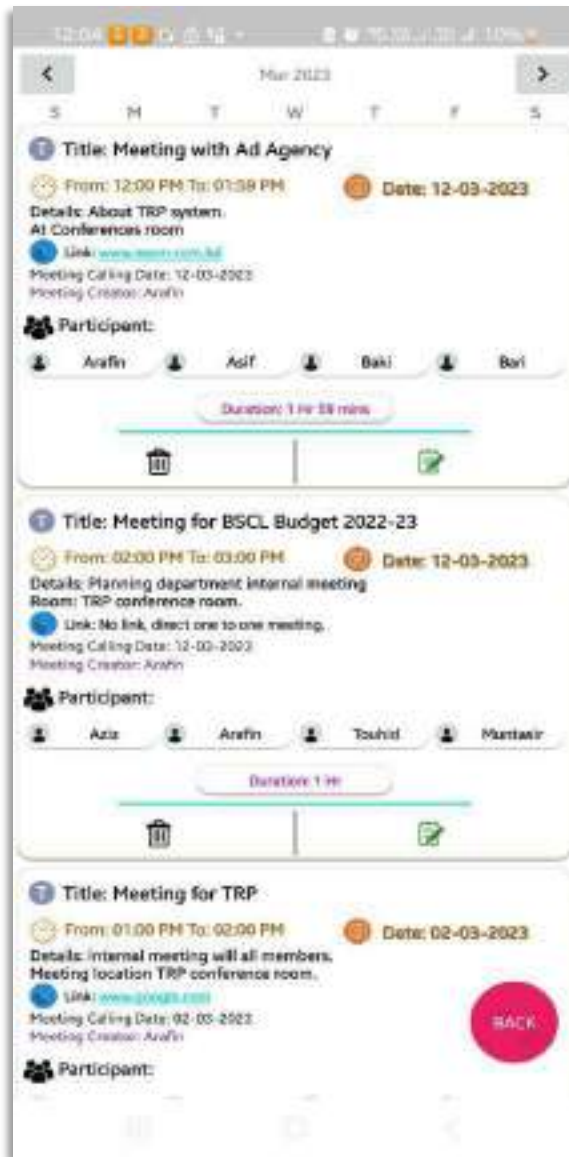 12:04
10%
<
Mar 2023
>
S M T W T F S
T Title: Meeting with Ad Agency
From: 12:00 PM To: 01:59 PM Date: 12-03-2023
Details: About TRP system.
At Conferences room
Link:
Meeting Calling Date: 12-03-2023
Meeting Creator: Arafin
Participant:
Arafin Asif Baki Bari
Duration: 1 Hr 59 mins
T Title: Meeting for BSCL Budget 2022-23
From: 02:00 PM To: 03:00 PM Date: 12-03-2023
Details: Planning department internal meeting
Room: TRP conference room.
Link: No link, direct one to one meeting.
Meeting Calling Date: 12-03-2023
Meeting Creator: Arafin
Participant:
Aziz Arafin Touhid Muntasir
Duration: 1 Hr
T Title: Meeting for TRP
From: 01:00 PM To: 02:00 PM Date: 02-03-2023
Details: Internal meeting will all members.
Meeting location TRP conference room.
Link: www.google.com
Meeting Calling Date: 02-03-2023
Meeting Creator: Arafin
BACK
Participant: